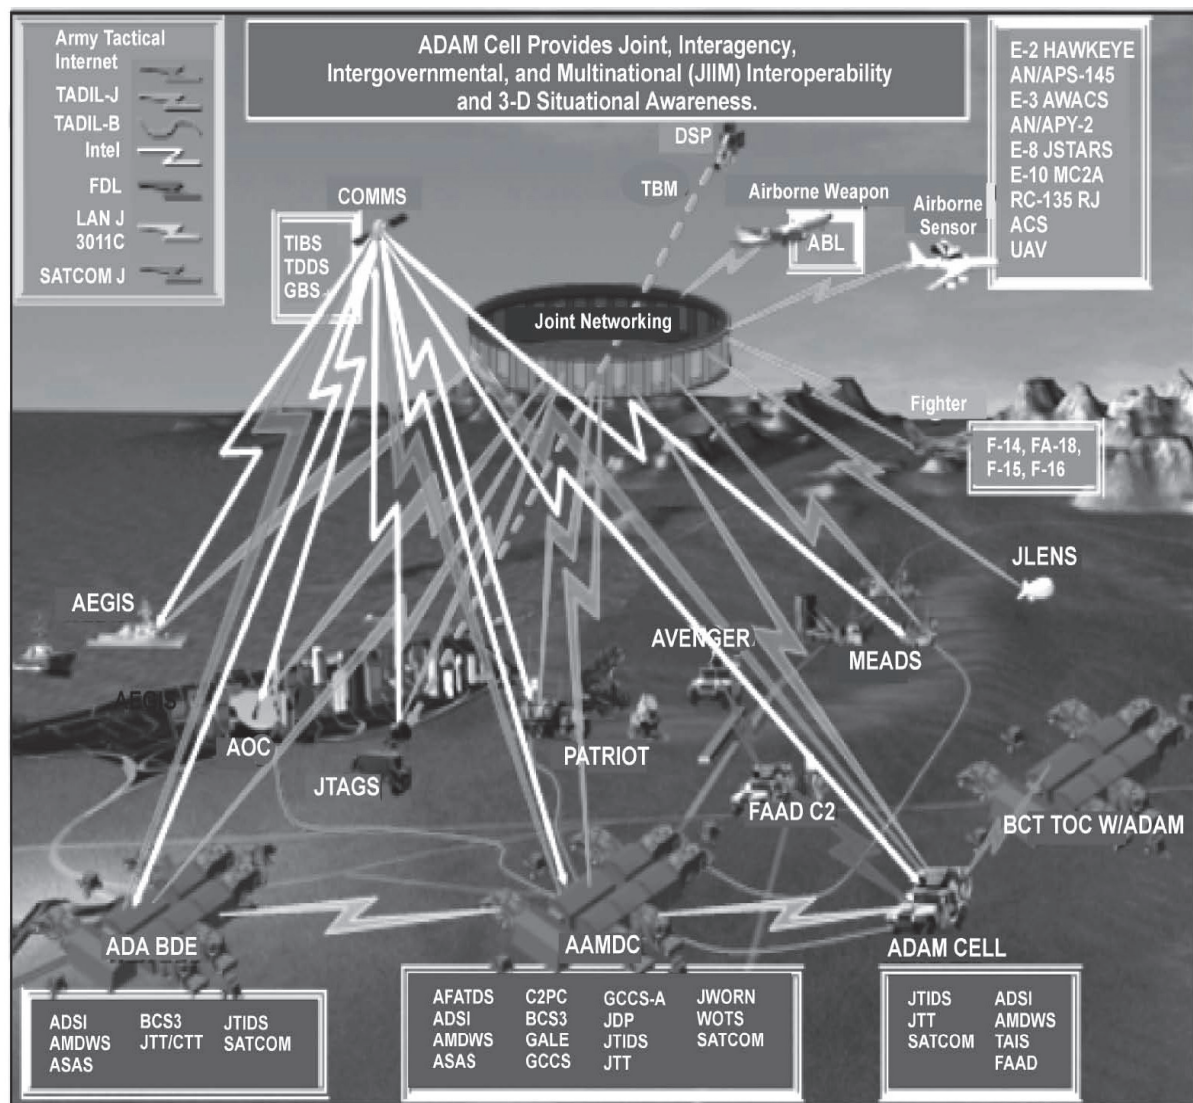 Army Tactical
Internet
TADIL-J
TADIL-B
Intel
FDL
LAN J
3011C
SATCOM J
ADAM Cell Provides Joint, Interagency,
Intergovernmental, and Multinational (JIIM) Interoperability
and 3-D Situational Awareness.
E-2 HAWKEYE
AN/APS-145
E-3 AWACS
AN/APY-2
E-8 JSTARS
E-10 MC2A
RC-135 RJ
ACS
UAV
DSP
TBM
COMMS
TIBS
TDDS
GBS
Airborne Weapon
ABL
Airborne
Sensor
Joint Networking
Fighter
F-14, FA-18,
F-15, F-16
JLENS
AEGIS
AVENGER
MEADS
AEGIS
AOC
JTAGS
PATRIOT
FAAD C2
BCT TOC W/ADAM
ADA BDE
AAMDC
ADAM CELL
ADSI BCS3 JTIDS
AMDWS JTT/CTT SATCOM
ASAS
AFATDS C2PC GCCS-A JWORN
ADSI BCS3 JDP WOTS
AMDWS GALE JTIDS SATCOM
ASAS GCCS JTT
JTIDS ADSI
JTT AMDWS
SATCOM TAIS
FAAD